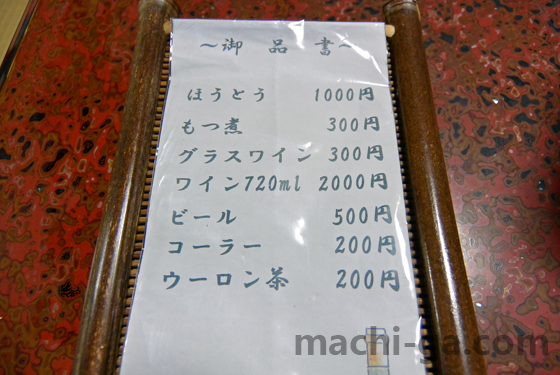 ～御品書～
ほうとう 1000円
もつ煮 300円
グラスワイン 300円
ワイン720ml 2000円
ビール 500円
コーラー 200円
ウーロン茶 200円
machi-ga.com